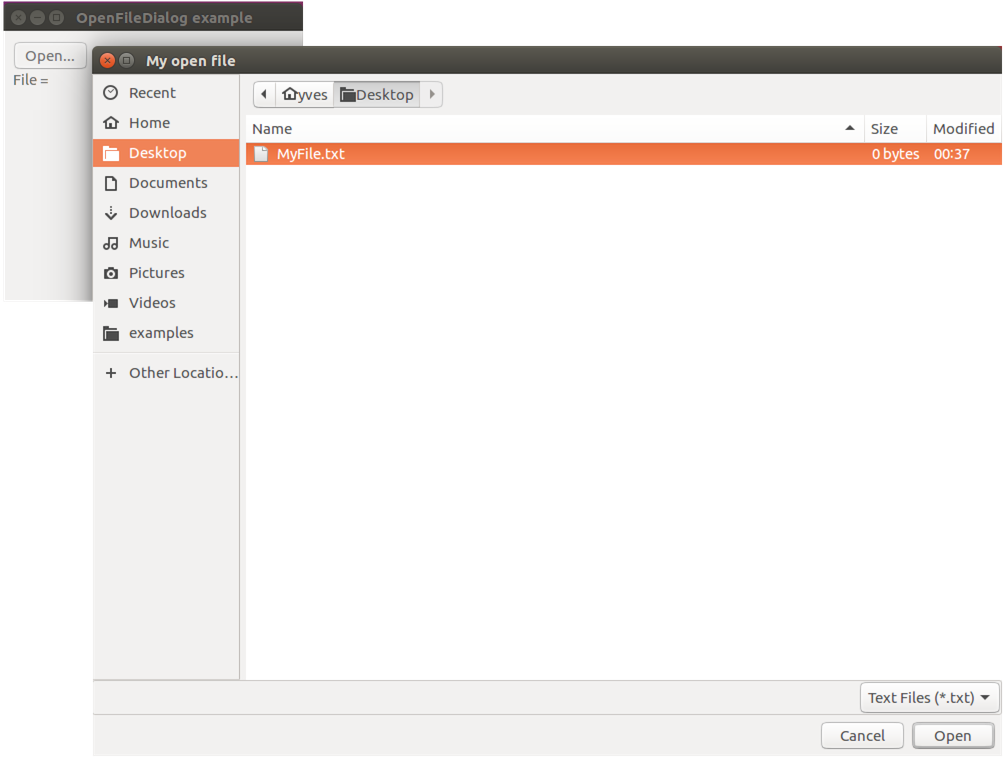 OpenFileDialog example
Open...
File =
My open file
Recent
Home
Desktop
Documents
Downloads
Music
Pictures
Videos
examples
Other Locatio...
yves Desktop
Name Size Modified
MyFile.txt 0 bytes 00:37
Text Files (*.txt)
Cancel Open